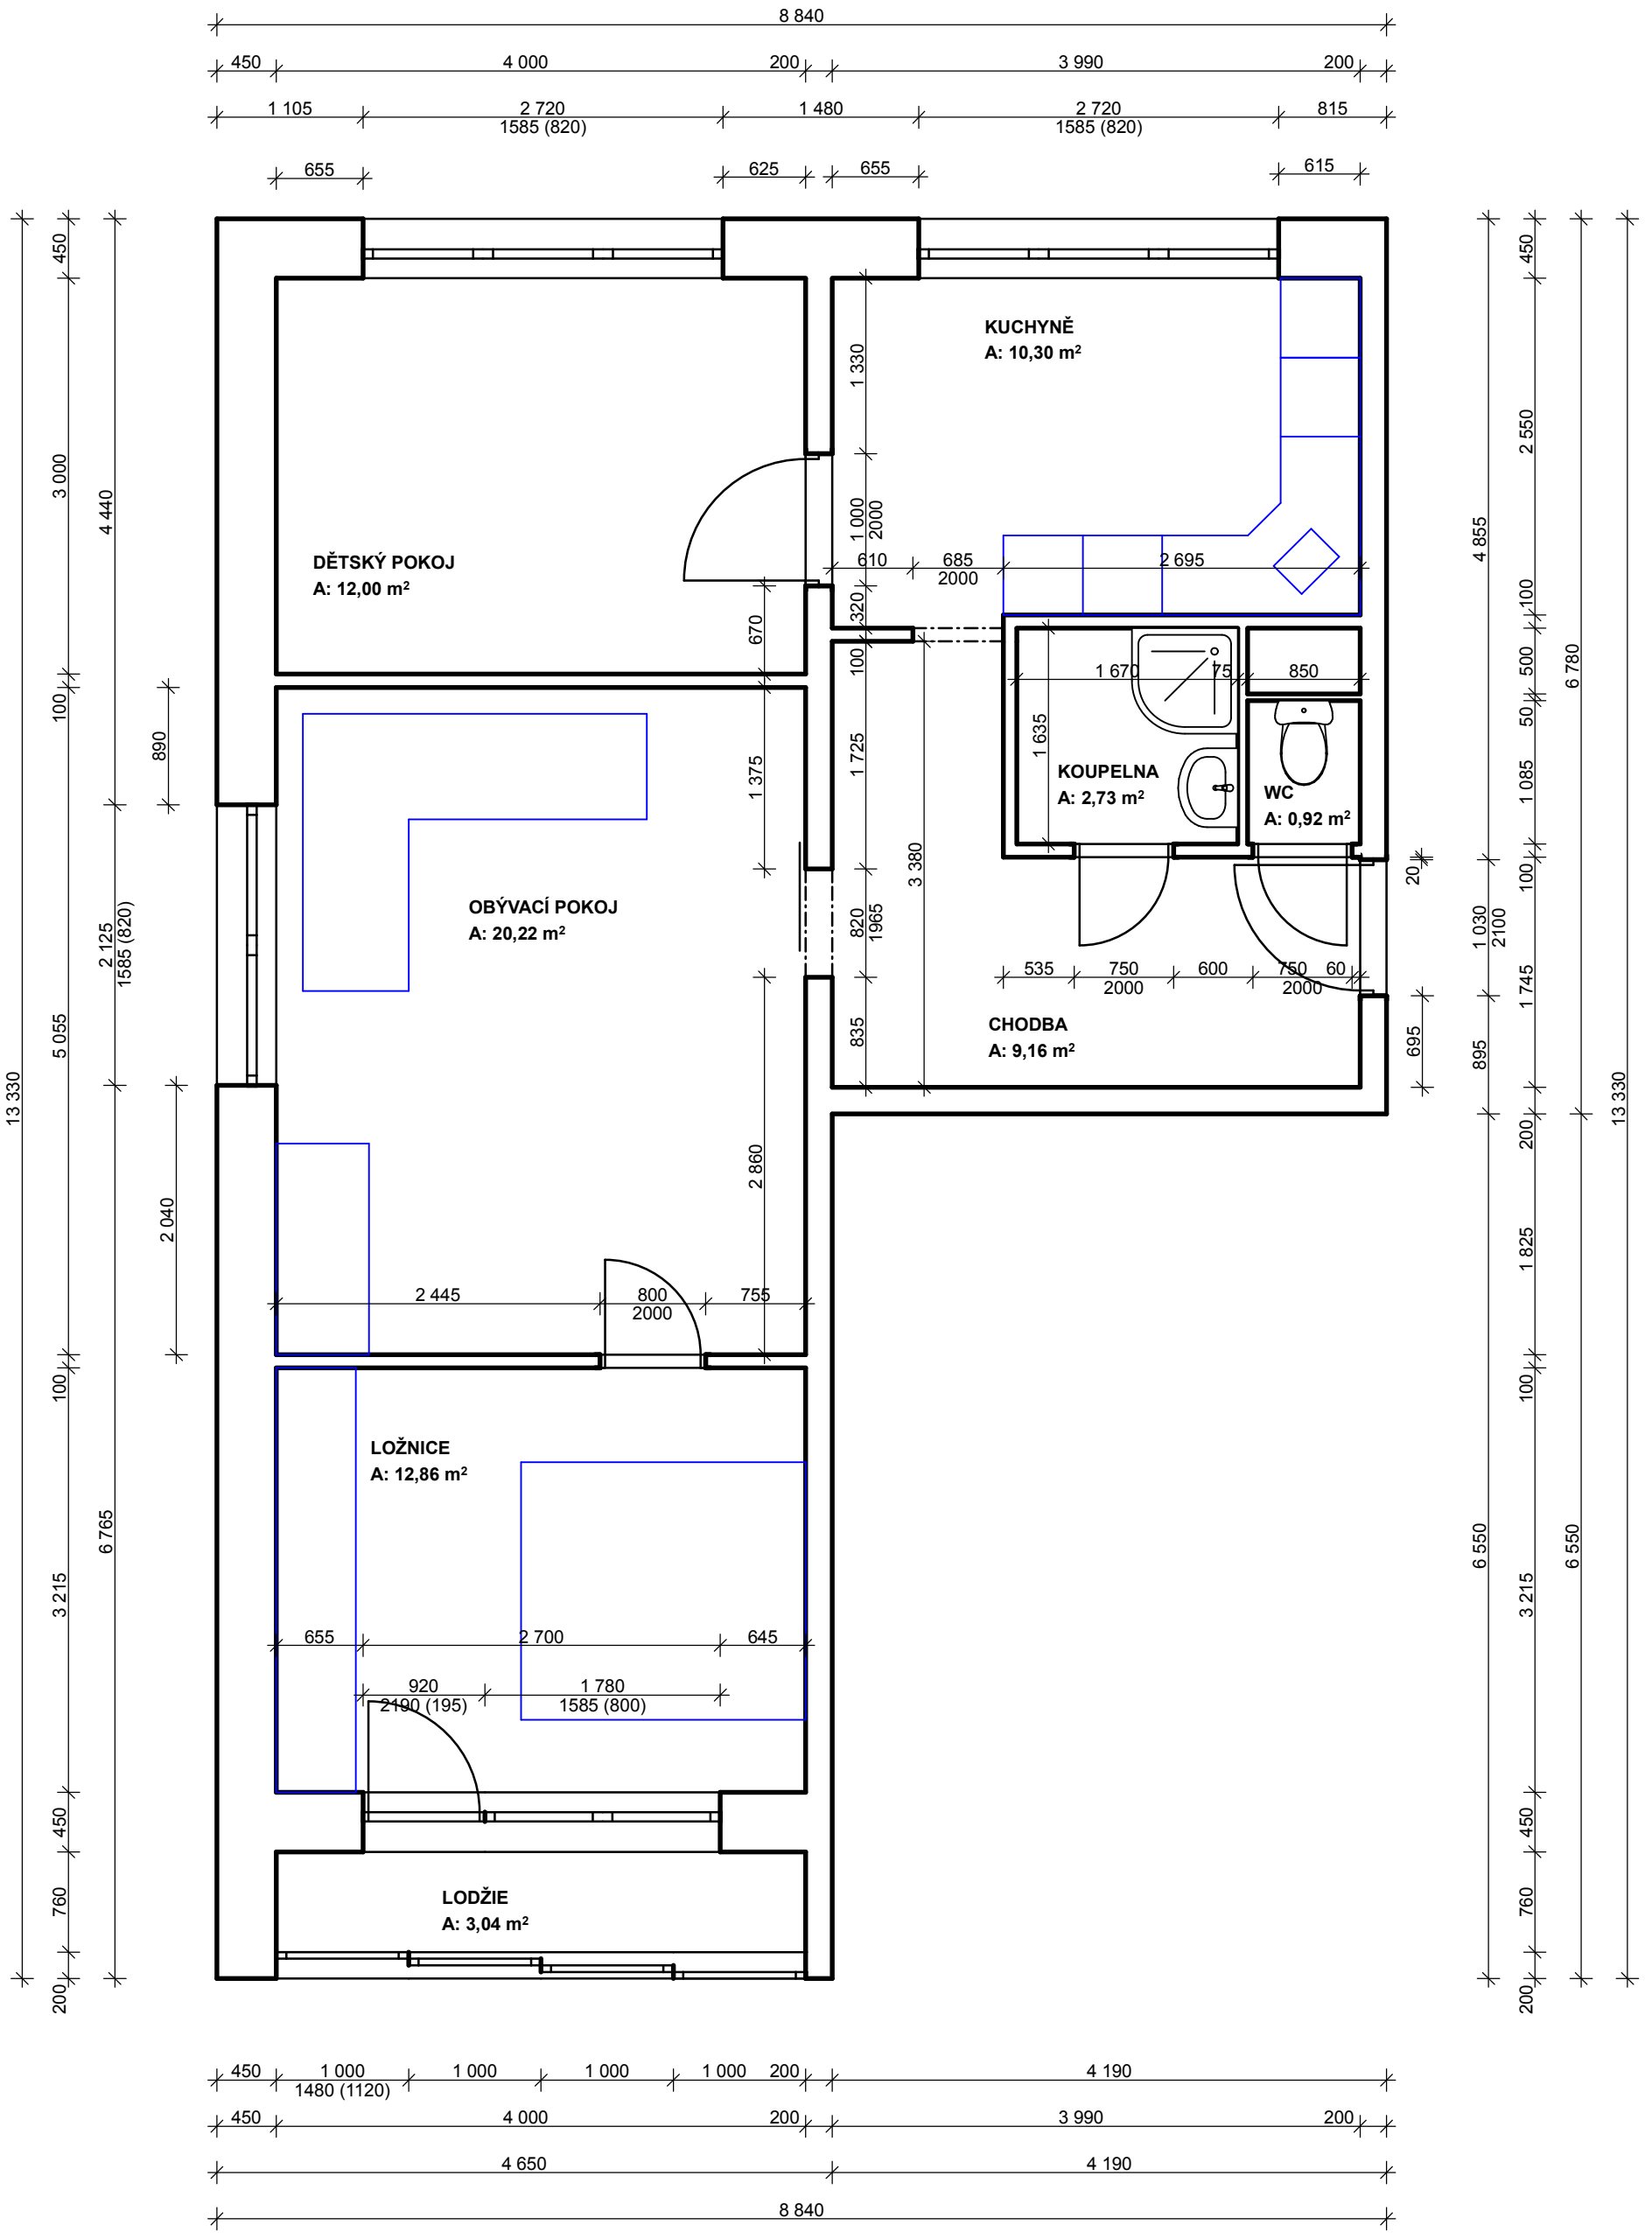 8 840
450 4 000 200 3 990 200
1 105 2 720 1 480 2 720 815
1585 (820) 1585 (820)
655 625 655 615
13 330
450
3 000
100
5 055
100
3 215
450
760
200
4 440
2 125
1585 (820)
6 765
890
2 040
KUCHYNĚ
A: 10,30 m²
1 330
1 000
2000
320
100
610 685 2 695
2000
DĚTSKÝ POKOJ
A: 12,00 m²
670
1 375
1 725
3 380
1 670 75 850
1 635
KOUPELNA
A: 2,73 m²
WC
A: 0,92 m²
OBÝVACÍ POKOJ
A: 20,22 m²
820
1965
835
535 750 600 750 60
2000 2000
CHODBA
A: 9,16 m²
2 860
2 445 800 755
2000
LOŽNICE
A: 12,86 m²
655 2 700 645
920 1 780
2190 (195) 1585 (800)
LODŽIE
A: 3,04 m²
20
695
4 855
1 030
2100
895
6 550
450
2 550
100
500
50
1 085
100
1 745
200
1 825
100
3 215
450
760
200
6 780
6 550
13 330
450 1 000 1 000 1 000 1 000 200 4 190
1480 (1120)
450 4 000 200 3 990 200
4 650 4 190
8 840